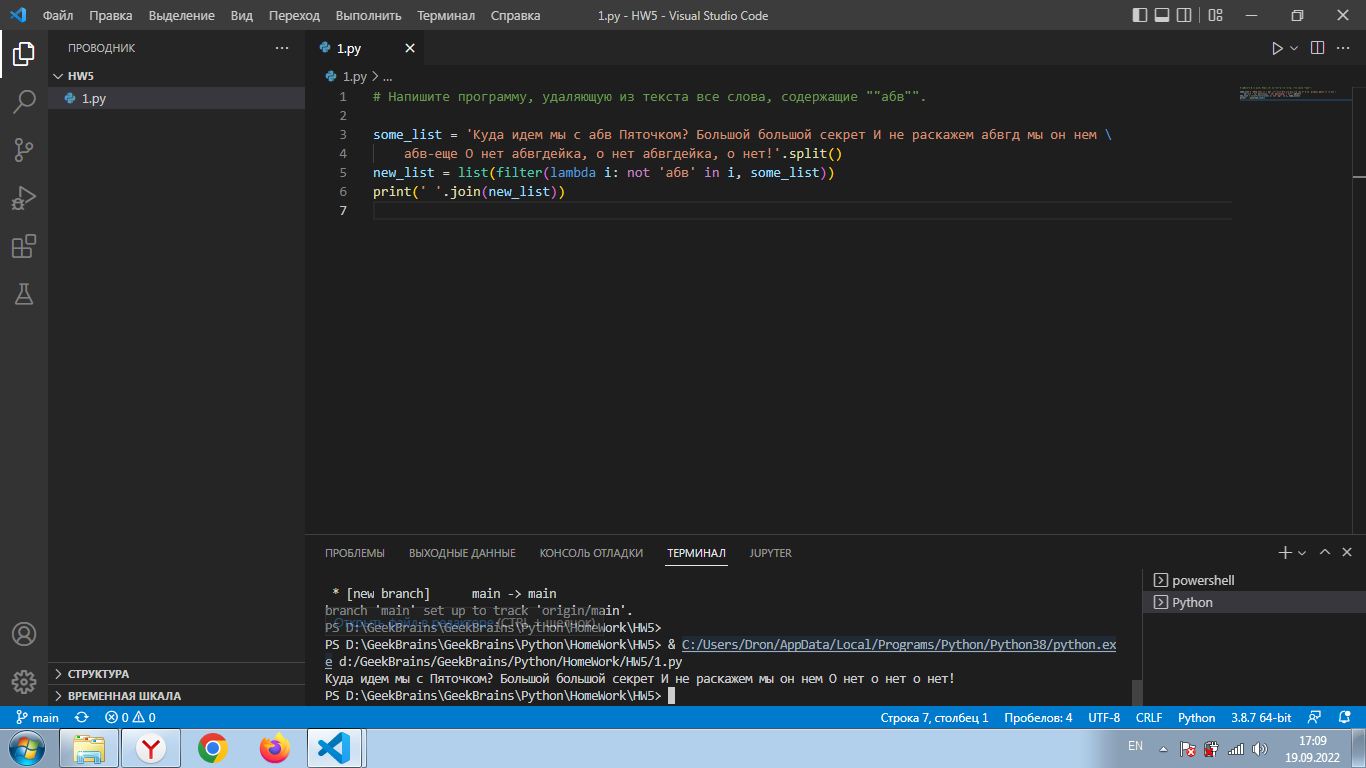 Файл Правка Выделение Вид Переход Выполнить Терминал Справка 1.py - HW5 - Visual Studio Code
ПРОВОДНИК
HW5
1.py
СТРУКТУРА
ВРЕМЕННАЯ ШКАЛА
1.py
1.py > ...
1 # Напишите программу, удаляющую из текста все слова, содержащие ""абв"".
2
3 some_list = 'Куда идем мы с абв Пяточком? Большой большой секрет И не раскажем абвгд мы он нем \
4     абв-еще О нет абвгдейка, о нет абвгдейка, о нет!'.split()
5 new_list = list(filter(lambda i: not 'абв' in i, some_list))
6 print(' '.join(new_list))
7
ПРОБЛЕМЫ ВЫХОДНЫЕ ДАННЫЕ КОНСОЛЬ ОТЛАДКИ ТЕРМИНАЛ JUPYTER
 * [new branch]      main -> main
branch 'main' set up to track 'origin/main'.
Открыть файл в редакторе (CTRL + щелчок)
PS D:\GeekBrains\GeekBrains\Python\HomeWork\HW5>
PS D:\GeekBrains\GeekBrains\Python\HomeWork\HW5> & C:/Users/Dron/AppData/Local/Programs/Python/Python38/python.ex
e d:/GeekBrains/GeekBrains/Python/HomeWork/HW5/1.py
Куда идем мы с Пяточком? Большой большой секрет И не раскажем мы он нем О нет о нет о нет!
PS D:\GeekBrains\GeekBrains\Python\HomeWork\HW5>
powershell
Python
main 0 0 Строка 7, столбец 1 Пробелов: 4 UTF-8 CRLF Python 3.8.7 64-bit
EN 17:09
19.09.2022